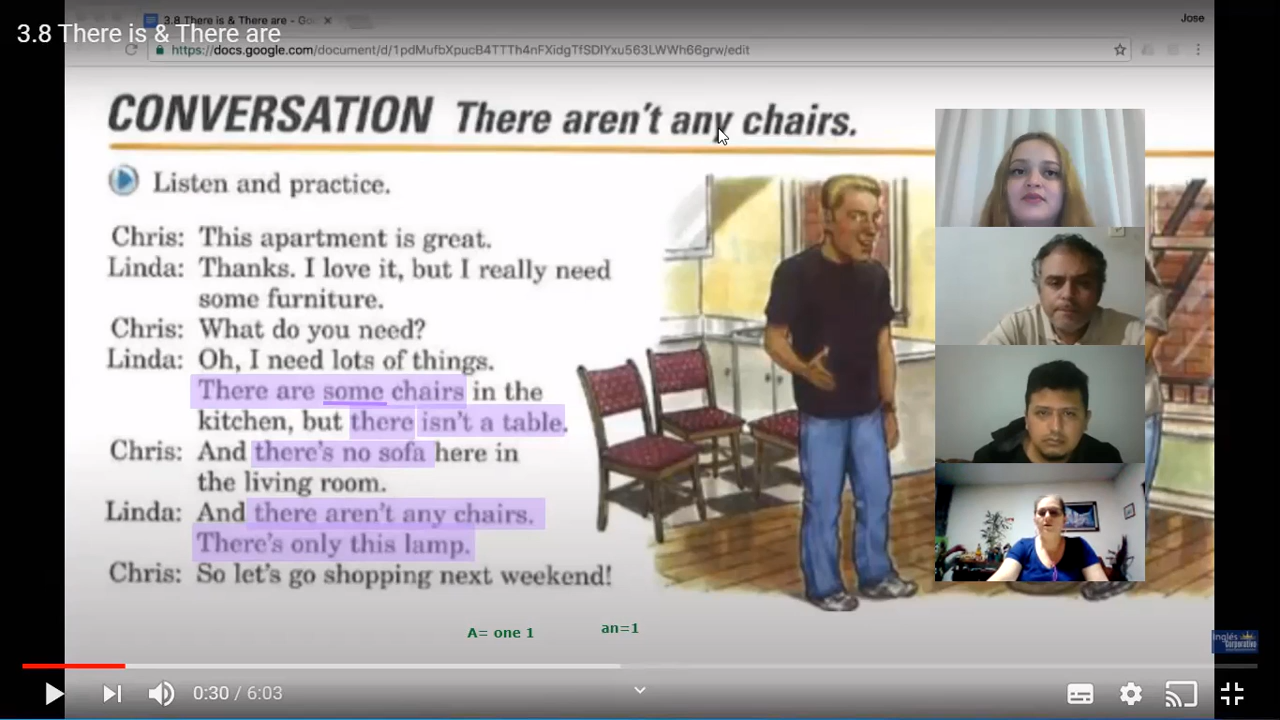 3.8 There is & There are - Go
Jose
3.8 There is & There are
https://docs.google.com/document/d/1pdMufbXpucB4TTTh4nFXidgTfSDIYxu563LWWh66grw/edit
CONVERSATION There aren't any chairs.
Listen and practice.
Chris: This apartment is great.
Linda: Thanks. I love it, but I really need
some furniture.
Chris: What do you need?
Linda: Oh, I need lots of things.
There are some chairs in the
kitchen, but there isn't a table.
Chris: And there's no sofa here in
the living room.
Linda: And there aren't any chairs.
There's only this lamp.
Chris: So let's go shopping next weekend!
A= one 1 an=1
Inglés
Corporativo
0:30 / 6:03